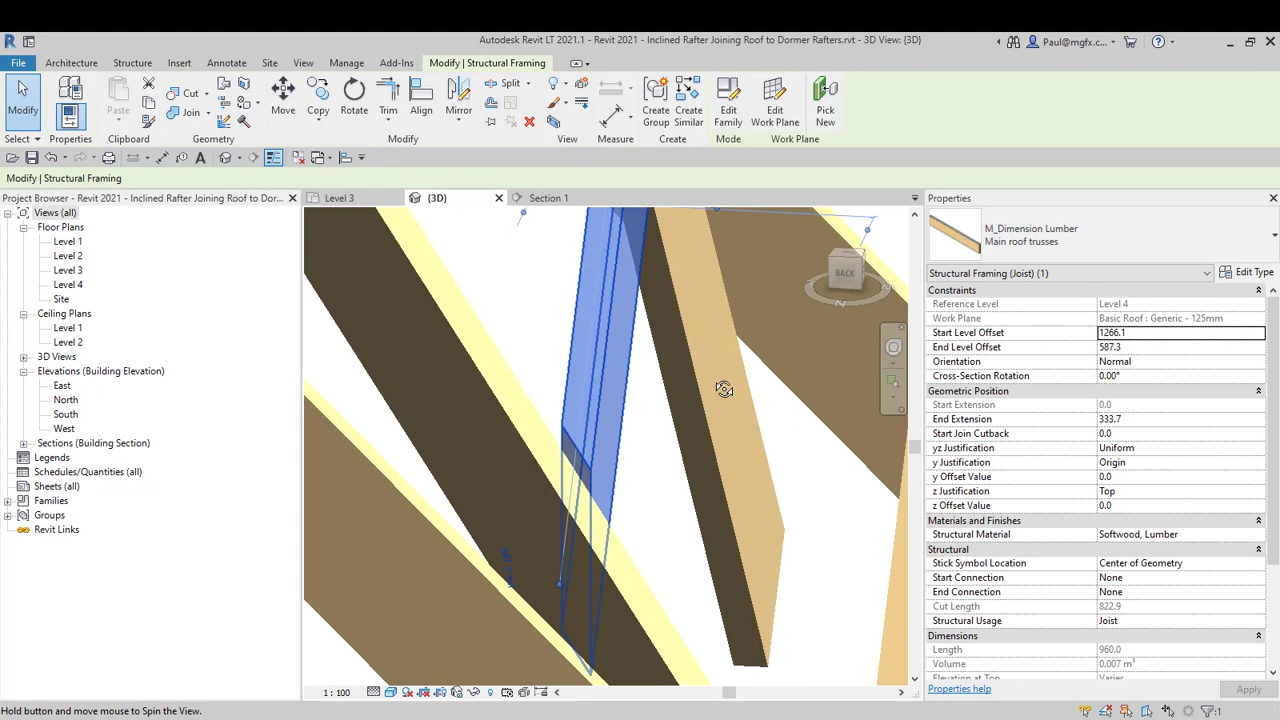 Autodesk Revit LT 2021.1 - Revit 2021 - Inclined Rafter Joining Roof to Dormer Rafters.rvt - 3D View: {3D}
Paul@mgfx.c...
File Architecture Structure Insert Annotate Site View Manage Add-Ins Modify | Structural Framing
Modify Properties Paste Cut Join Move Copy Rotate Trim Align Mirror Split Create Group Create Similar Edit Family Edit Work Plane Pick New
Select Properties Clipboard Geometry Modify View Measure Create Mode Work Plane
Modify | Structural Framing
Project Browser - Revit 2021 - Inclined Rafter Joining Roof to Dor...
Views (all)
Floor Plans
Level 1
Level 2
Level 3
Level 4
Site
Ceiling Plans
Level 1
Level 2
3D Views
Elevations (Building Elevation)
East
North
South
West
Sections (Building Section)
Legends
Schedules/Quantities (all)
Sheets (all)
Families
Groups
Revit Links
Level 3 {3D} Section 1
BACK
Properties
M_Dimension Lumber
Main roof trusses
Structural Framing (Joist) (1) Edit Type
Constraints
Reference Level Level 4
Work Plane Basic Roof : Generic - 125mm
Start Level Offset 1266.1
End Level Offset 587.3
Orientation Normal
Cross-Section Rotation 0.00°
Geometric Position
Start Extension 0.0
End Extension 333.7
Start Join Cutback 0.0
yz Justification Uniform
y Justification Origin
y Offset Value 0.0
z Justification Top
z Offset Value 0.0
Materials and Finishes
Structural Material Softwood, Lumber
Structural
Stick Symbol Location Center of Geometry
Start Connection None
End Connection None
Cut Length 822.9
Structural Usage Joist
Dimensions
Length 960.0
Volume 0.007 m³
Elevation at Top Varies
Properties help Apply
1 : 100
Hold button and move mouse to Spin the View.
:1